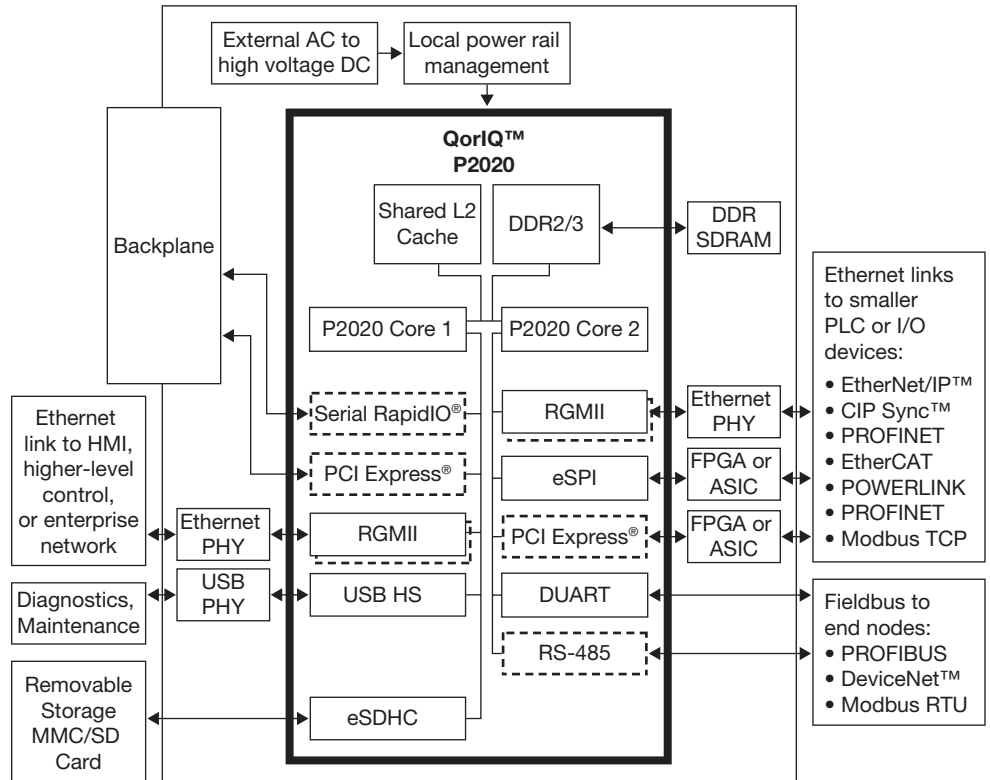 External AC to
high voltage DC
Local power rail
management
QorIQ™
P2020
Backplane
Shared L2
Cache
DDR2/3
DDR
SDRAM
P2020 Core 1
P2020 Core 2
Serial RapidIO®
PCI Express®
RGMII
USB HS
eSDHC
RGMII
eSPI
PCI Express®
DUART
RS-485
Ethernet
link to HMI,
higher-level
control,
or enterprise
network
Ethernet
PHY
Diagnostics,
Maintenance
USB
PHY
Removable
Storage
MMC/SD
Card
Ethernet
PHY
FPGA or
ASIC
FPGA or
ASIC
Ethernet links
to smaller
PLC or I/O
devices:
• EtherNet/IP™
• CIP Sync™
• PROFINET
• EtherCAT
• POWERLINK
• PROFINET
• Modbus TCP
Fieldbus to
end nodes:
• PROFIBUS
• DeviceNet™
• Modbus RTU